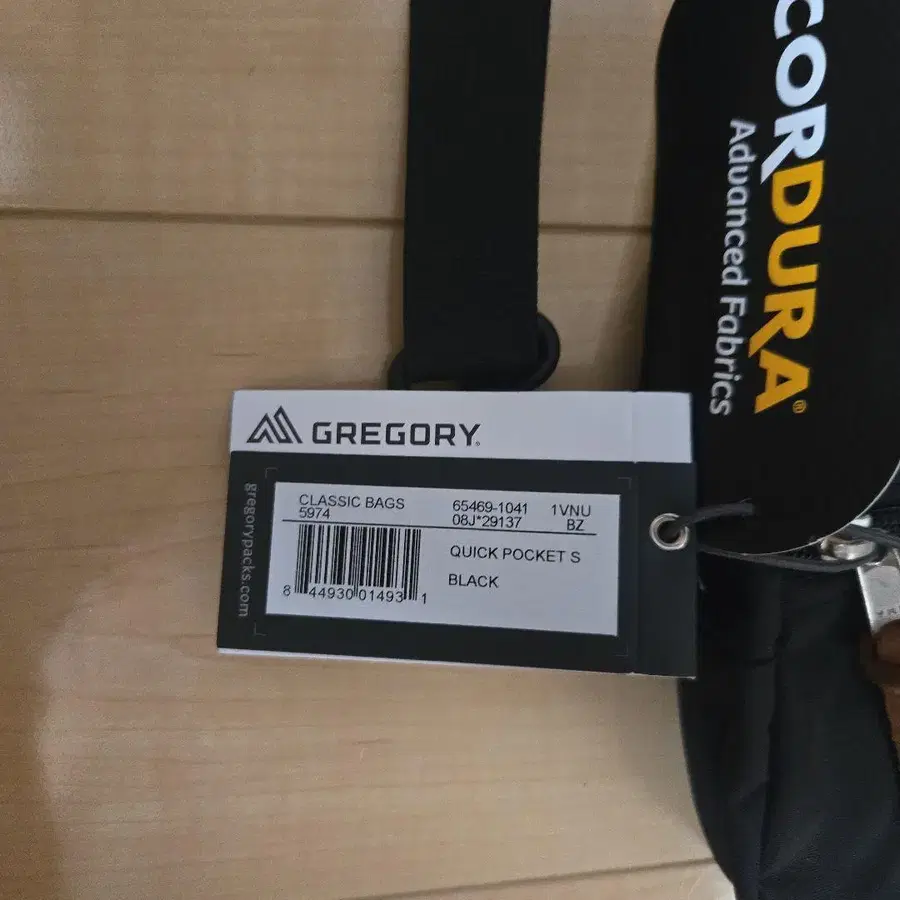 CORDURA®
Advanced Fabrics
GREGORY.
gregorypacks.com
CLASSIC BAGS 65469-1041 1VNU
5974 08J*29137 BZ
QUICK POCKET S
BLACK
8 44930 01493 1